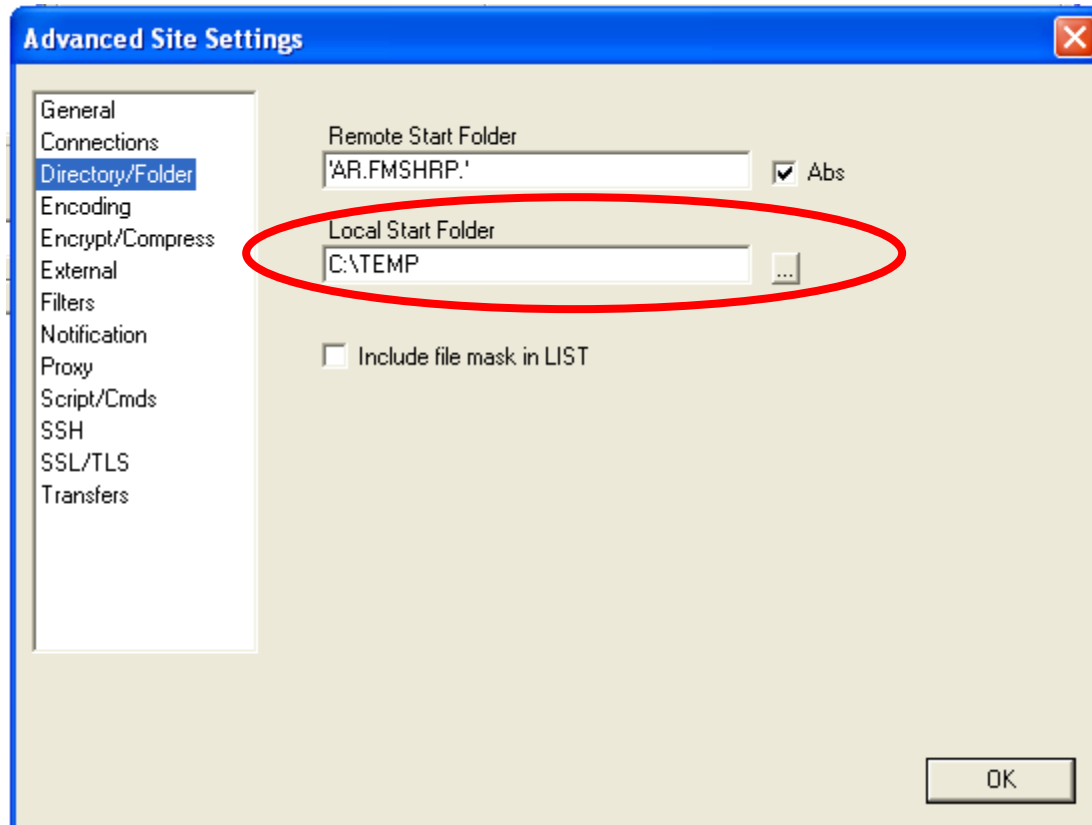 Advanced Site Settings
General
Connections
Directory/Folder
Encoding
Encrypt/Compress
External
Filters
Notification
Proxy
Script/Cmds
SSH
SSL/TLS
Transfers
Remote Start Folder
'AR.FMSHRP.'
Abs
Local Start Folder
C:\TEMP
...
Include file mask in LIST
OK